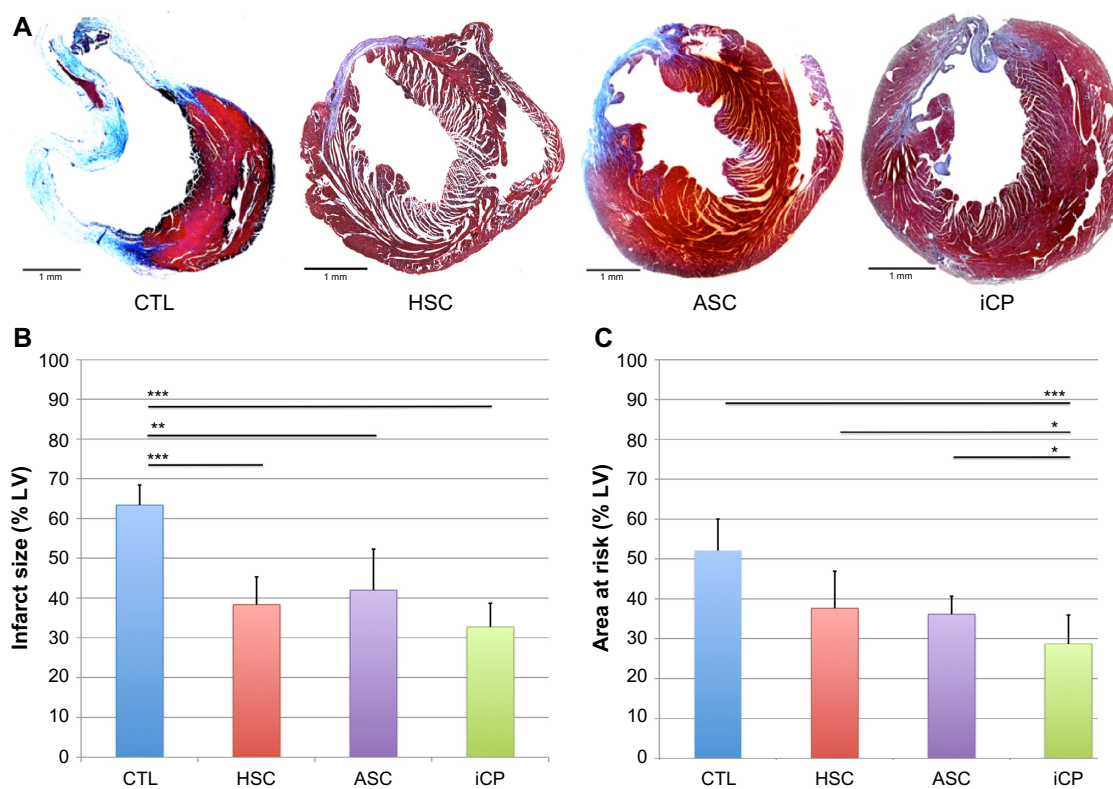 A
1 mm
1 mm
1 mm
1 mm
CTL
HSC
ASC
iCP
B
Infarct size (% LV)
100
90
80
70
60
50
40
30
20
10
0
***
**
***
CTL
HSC
ASC
iCP
C
Area at risk (% LV)
100
90
80
70
60
50
40
30
20
10
0
***
*
*
CTL
HSC
ASC
iCP